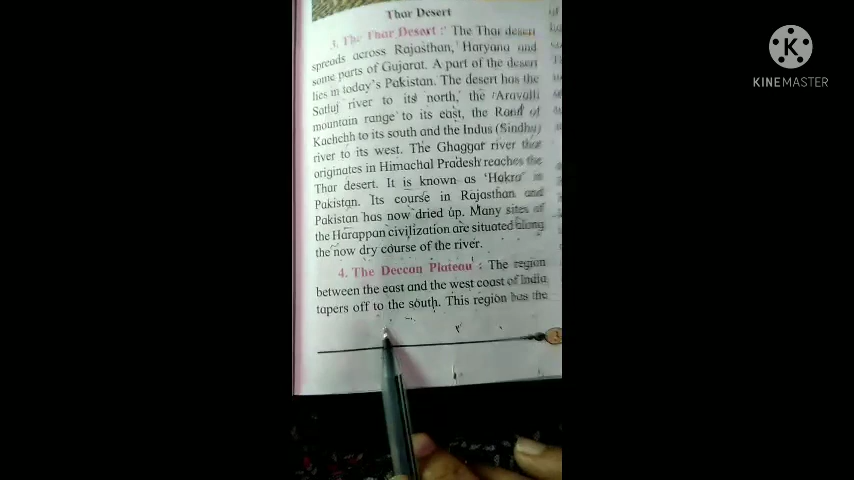 Thar Desert
3. The Thar Desert : The Thar desert
spreads across Rajasthan, Haryana and
some parts of Gujarat. A part of the desert
lies in today's Pakistan. The desert has the
Satluj river to its north, the Aravalli
mountain range to its east, the Rann of
Kachchh to its south and the Indus (Sindhu)
river to its west. The Ghaggar river that
originates in Himachal Pradesh reaches the
Thar desert. It is known as 'Hakra' in
Pakistan. Its course in Rajasthan and
Pakistan has now dried up. Many sites of
the Harappan civilization are situated along
the now dry course of the river.
4. The Deccan Plateau : The region
between the east and the west coast of India
tapers off to the south. This region has the
KINEMASTER